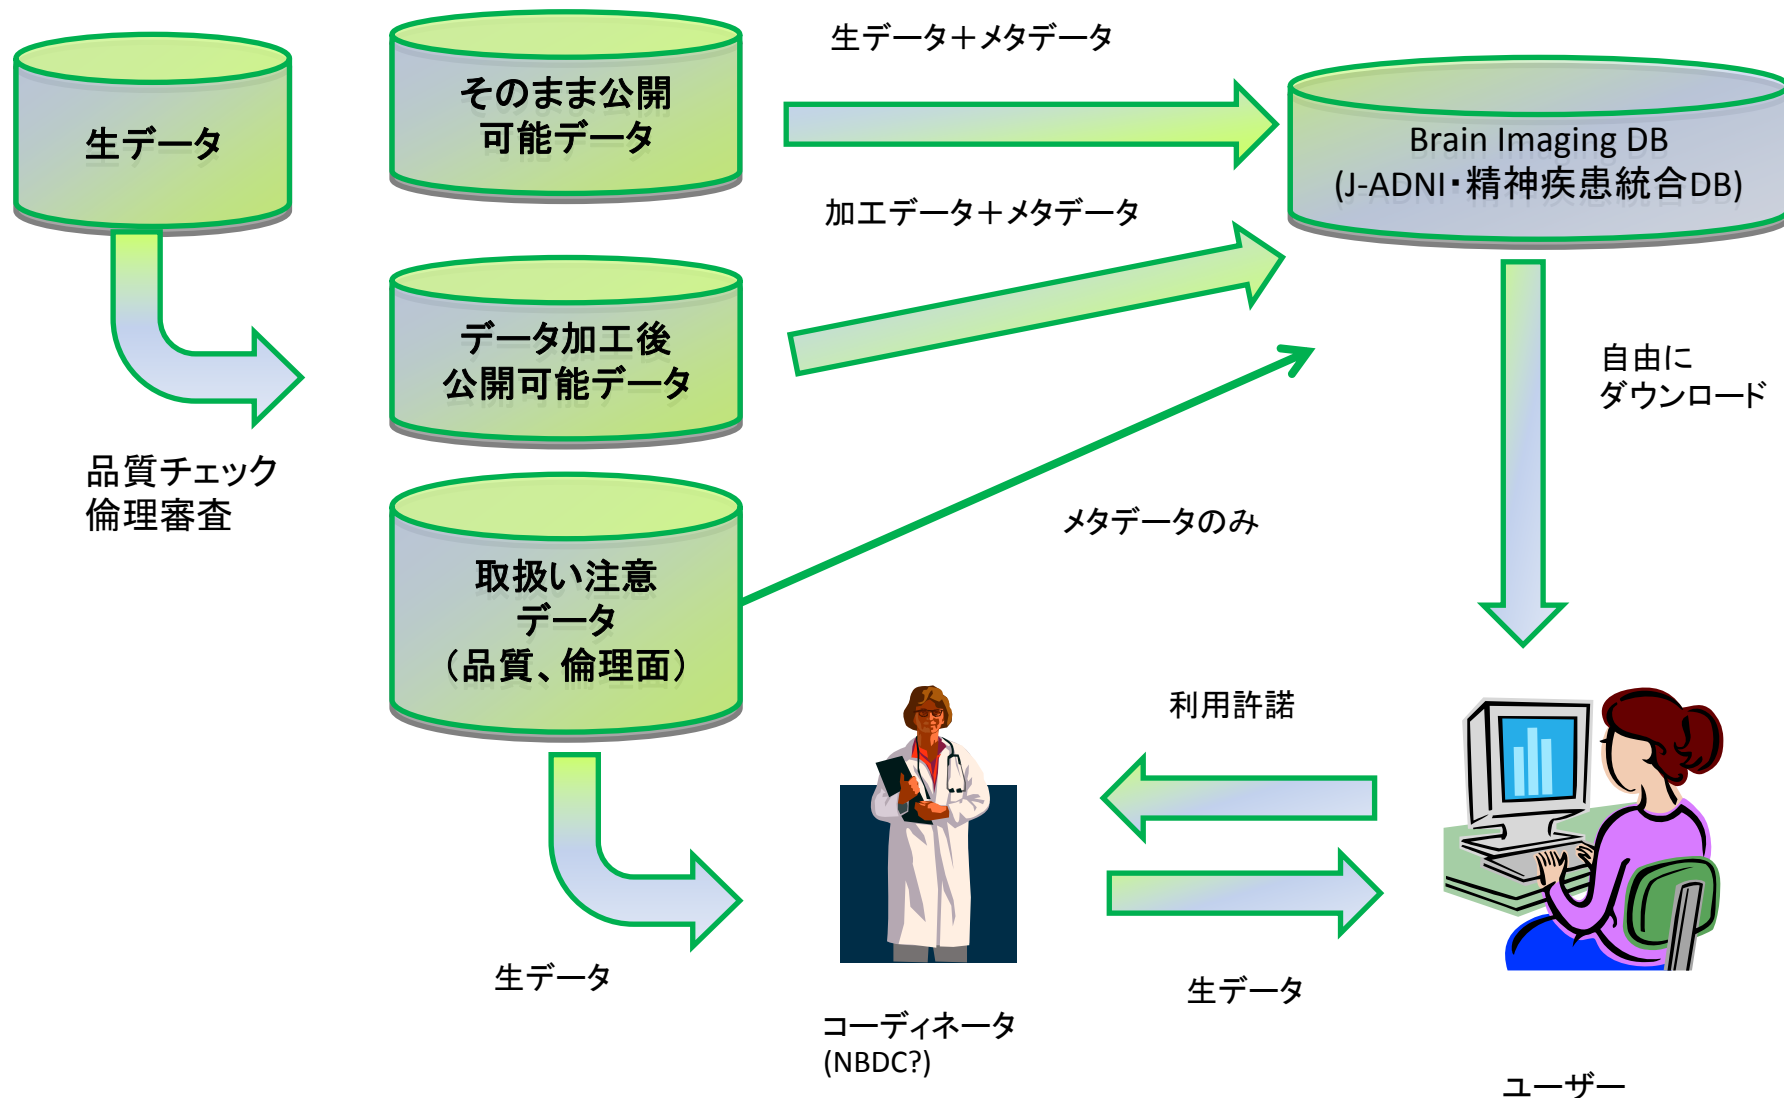 生データ
品質チェック
倫理審査
そのまま公開
可能データ
データ加工後
公開可能データ
取扱い注意
データ
（品質、倫理面）
生データ＋メタデータ
加工データ＋メタデータ
メタデータのみ
Brain Imaging DB
(J-ADNI・精神疾患統合DB)
自由に
ダウンロード
利用許諾
生データ
生データ
コーディネータ
(NBDC?)
ユーザー